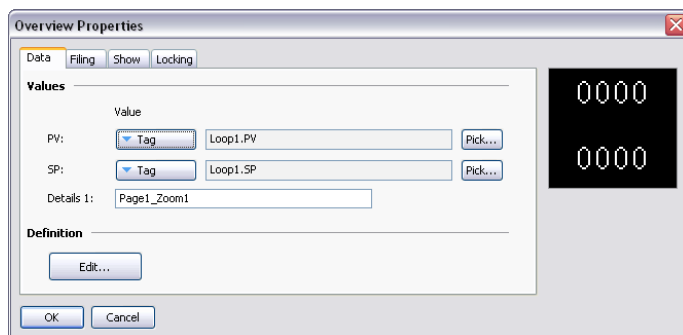 Overview Properties
Data Filing Show Locking
Values
Value
PV: Tag Loop1.PV Pick...
SP: Tag Loop1.SP Pick...
Details 1: Page1_Zoom1
Definition
Edit...
OK Cancel
0000
0000